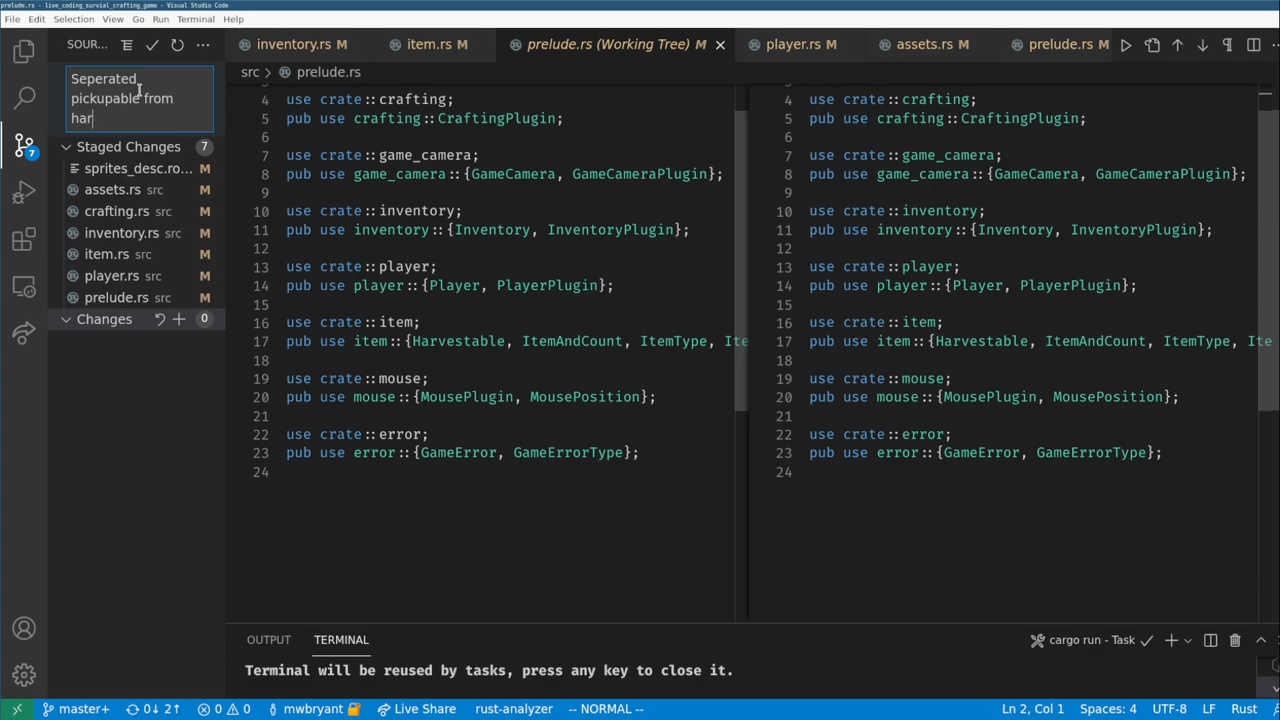 prelude.rs - live_coding_survial_crafting_game - Visual Studio Code
File Edit Selection View Go Run Terminal Help
SOUR... inventory.rs M item.rs M prelude.rs (Working Tree) M player.rs M assets.rs M prelude.rs M
src > prelude.rs
Seperated
pickupable from
har
Staged Changes 7
sprites_desc.ro... M
assets.rs src M
crafting.rs src M
inventory.rs src M
item.rs src M
player.rs src M
prelude.rs src M
Changes 0
7
4 use crate::crafting;
5 pub use crafting::CraftingPlugin;
6
7 use crate::game_camera;
8 pub use game_camera::{GameCamera, GameCameraPlugin};
9
10 use crate::inventory;
11 pub use inventory::{Inventory, InventoryPlugin};
12
13 use crate::player;
14 pub use player::{Player, PlayerPlugin};
15
16 use crate::item;
17 pub use item::{Harvestable, ItemAndCount, ItemType, Ite
18
19 use crate::mouse;
20 pub use mouse::{MousePlugin, MousePosition};
21
22 use crate::error;
23 pub use error::{GameError, GameErrorType};
24
4 use crate::crafting;
5 pub use crafting::CraftingPlugin;
6
7 use crate::game_camera;
8 pub use game_camera::{GameCamera, GameCameraPlugin};
9
10 use crate::inventory;
11 pub use inventory::{Inventory, InventoryPlugin};
12
13 use crate::player;
14 pub use player::{Player, PlayerPlugin};
15
16 use crate::item;
17 pub use item::{Harvestable, ItemAndCount, ItemType, Ite
18
19 use crate::mouse;
20 pub use mouse::{MousePlugin, MousePosition};
21
22 use crate::error;
23 pub use error::{GameError, GameErrorType};
24
OUTPUT TERMINAL cargo run - Task
Terminal will be reused by tasks, press any key to close it.
master+ 0↓ 2↑ 0 0 mwbryant Live Share rust-analyzer -- NORMAL -- Ln 2, Col 1 Spaces: 4 UTF-8 LF Rust